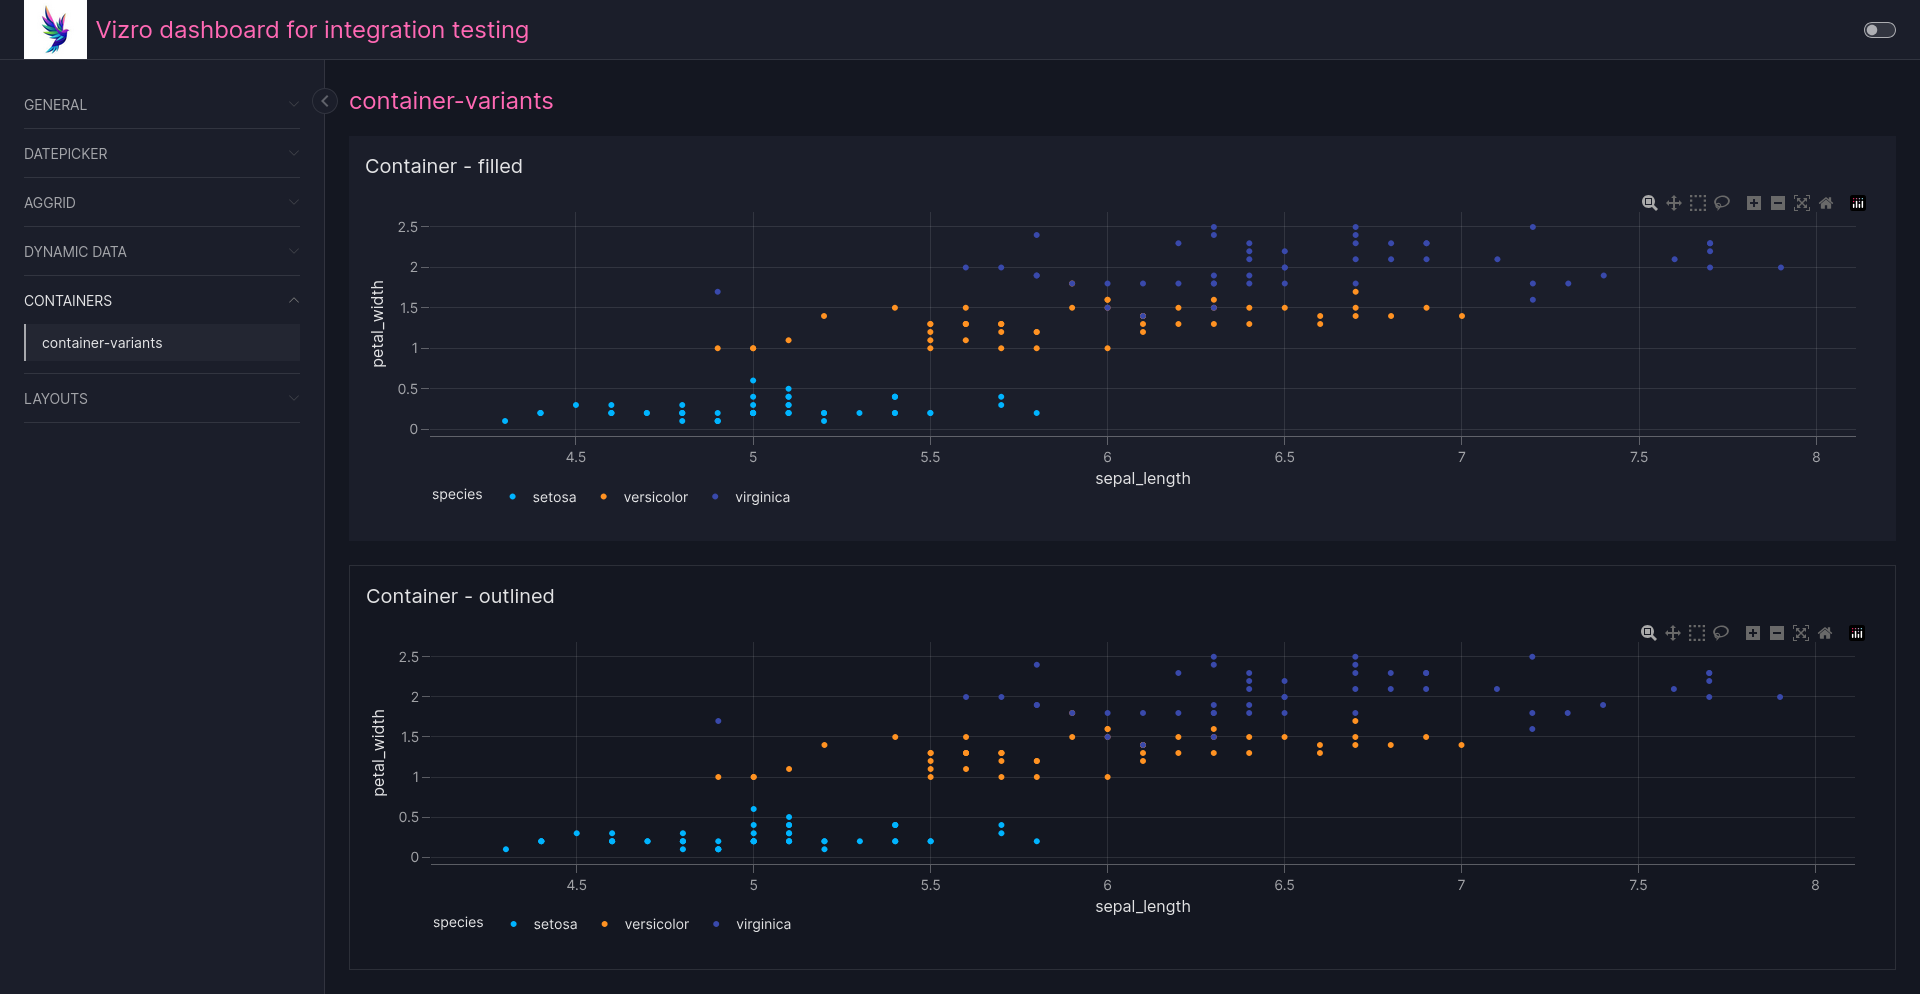 Vizro dashboard for integration testing
GENERAL
DATEPICKER
AGGRID
DYNAMIC DATA
CONTAINERS
container-variants
LAYOUTS
container-variants
Container - filled
2.5
2
1.5
1
0.5
0
petal_width
4.5 5 5.5 6 6.5 7 7.5 8
sepal_length
species setosa versicolor virginica
Container - outlined
2.5
2
1.5
1
0.5
0
petal_width
4.5 5 5.5 6 6.5 7 7.5 8
sepal_length
species setosa versicolor virginica